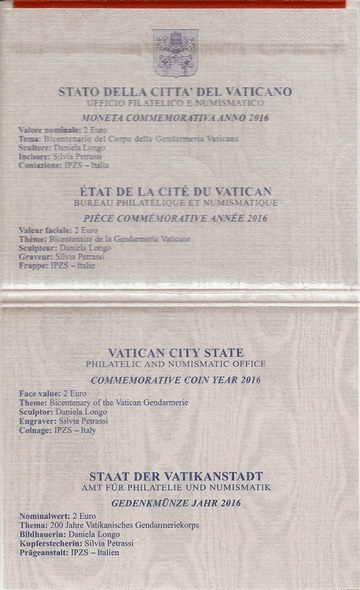 STATO DELLA CITTA' DEL VATICANO
UFFICIO FILATELICO E NUMISMATICO
MONETA COMMEMORATIVA ANNO 2016
Valore nominale: 2 Euro
Tema: Bicentenario del Corpo della Gendarmeria Vaticana
Scultore: Daniela Longo
Incisore: Silvia Petrassi
Coniazione: IPZS – Italia
ÉTAT DE LA CITÉ DU VATICAN
BUREAU PHILATÉLIQUE ET NUMISMATIQUE
PIÈCE COMMÉMORATIVE ANNÉE 2016
Valeur faciale: 2 Euro
Thème: Bicentenaire de la Gendarmerie Vaticane
Sculpteur: Daniela Longo
Graveur: Silvia Petrassi
Frappe: IPZS – Italie
VATICAN CITY STATE
PHILATELIC AND NUMISMATIC OFFICE
COMMEMORATIVE COIN YEAR 2016
Face value: 2 Euro
Theme: Bicentenary of the Vatican Gendarmerie
Sculptor: Daniela Longo
Engraver: Silvia Petrassi
Coinage: IPZS – Italy
STAAT DER VATIKANSTADT
AMT FÜR PHILATELIE UND NUMISMATIK
GEDENKMÜNZE JAHR 2016
Nominalwert: 2 Euro
Thema: 200 Jahre Vatikanisches Gendarmeriekorps
Bildhauerin: Daniela Longo
Kupferstecherin: Silvia Petrassi
Prägeanstalt: IPZS – Italien